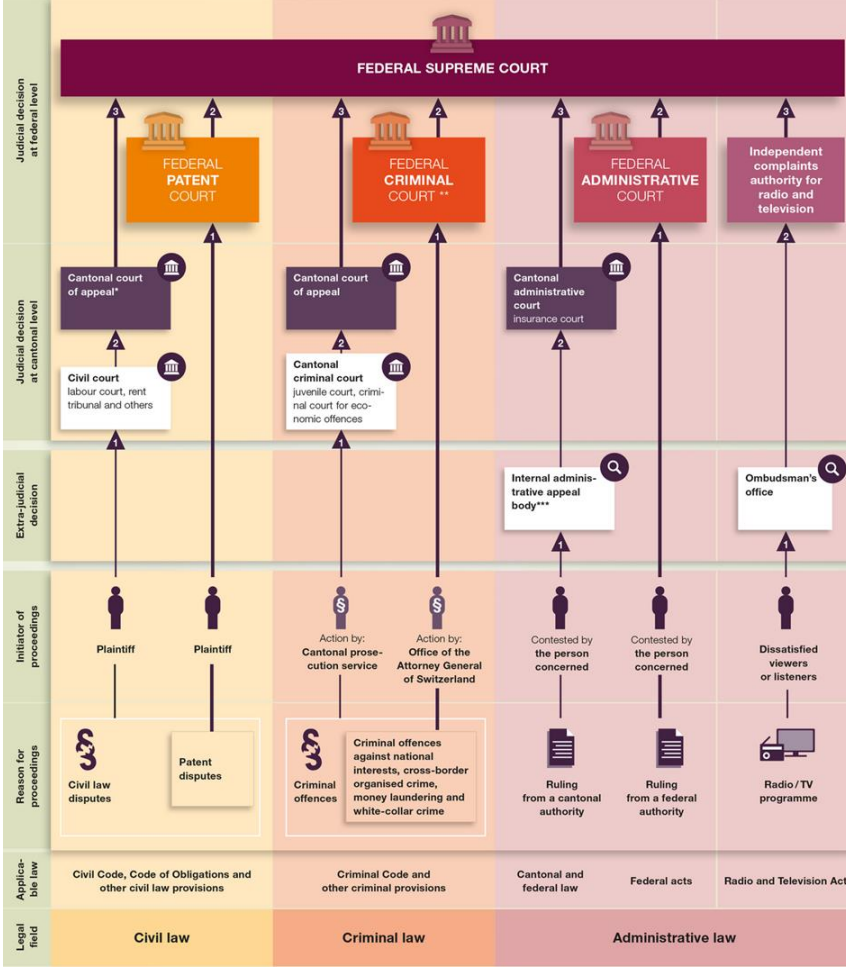 Judicial decision
at federal level
FEDERAL SUPREME COURT
3
2
3
2
3
2
3
FEDERAL
PATENT
COURT
FEDERAL
CRIMINAL
COURT **
FEDERAL
ADMINISTRATIVE
COURT
Independent
complaints
authority for
radio and
television
1
1
1
2
Judicial decision
at cantonal level
Cantonal court
of appeal*
Cantonal court
of appeal
Cantonal
administrative
court
insurance court
2
2
2
Civil court
labour court, rent
tribunal and others
Cantonal
criminal court
juvenile court, crimi-
nal court for eco-
nomic offences
1
1
Extra-judicial
decision
Internal adminis-
trative appeal
body***
Ombudsman's
office
1
1
Initiator of
proceedings
Plaintiff
Plaintiff
§
Action by:
Cantonal prose-
cution service
§
Action by:
Office of the
Attorney General
of Switzerland
Contested by
the person
concerned
Contested by
the person
concerned
Dissatisfied
viewers
or listeners
Reason for
proceedings
Civil law
disputes
Patent
disputes
Criminal
offences
Criminal offences
against national
interests, cross-border
organised crime,
money laundering and
white-collar crime
Ruling
from a cantonal
authority
Ruling
from a federal
authority
Radio / TV
programme
Applica-
ble law
Civil Code, Code of Obligations and
other civil law provisions
Criminal Code and
other criminal provisions
Cantonal and
federal law
Federal acts
Radio and Television Act
Legal
field
Civil law
Criminal law
Administrative law